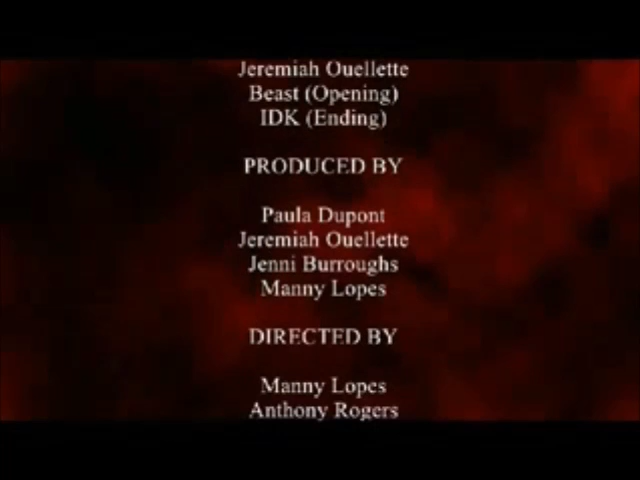 Jeremiah Ouellette
Beast (Opening)
IDK (Ending)
PRODUCED BY
Paula Dupont
Jeremiah Ouellette
Jenni Burroughs
Manny Lopes
DIRECTED BY
Manny Lopes
Anthony Rogers